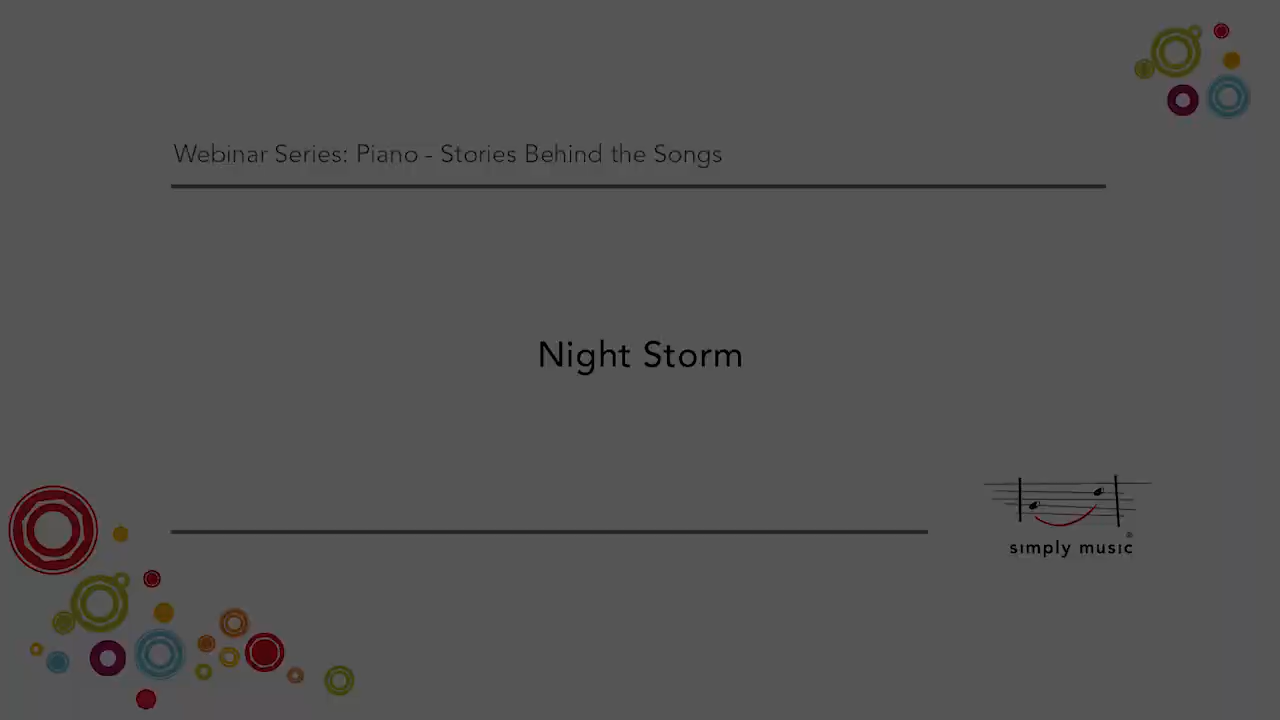 Webinar Series: Piano - Stories Behind the Songs
Night Storm
simply music